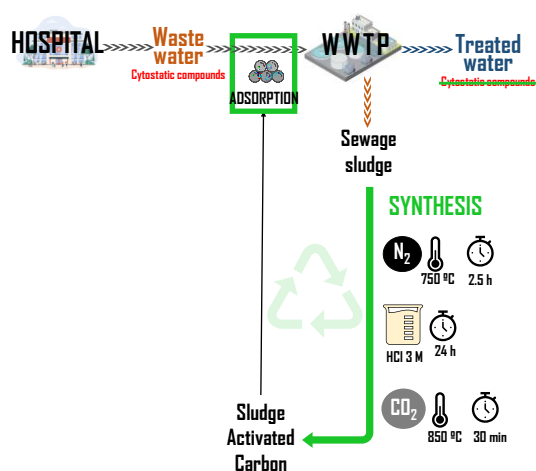 HOSPITAL
Waste
water
Cytostatic compounds
ADSORPTION
WWTP
Treated
water
Cytostatic compounds
Sewage
sludge
SYNTHESIS
N2
750 ºC
2.5 h
HCl 3 M
24 h
CO2
850 ºC
30 min
Sludge
Activated
Carbon